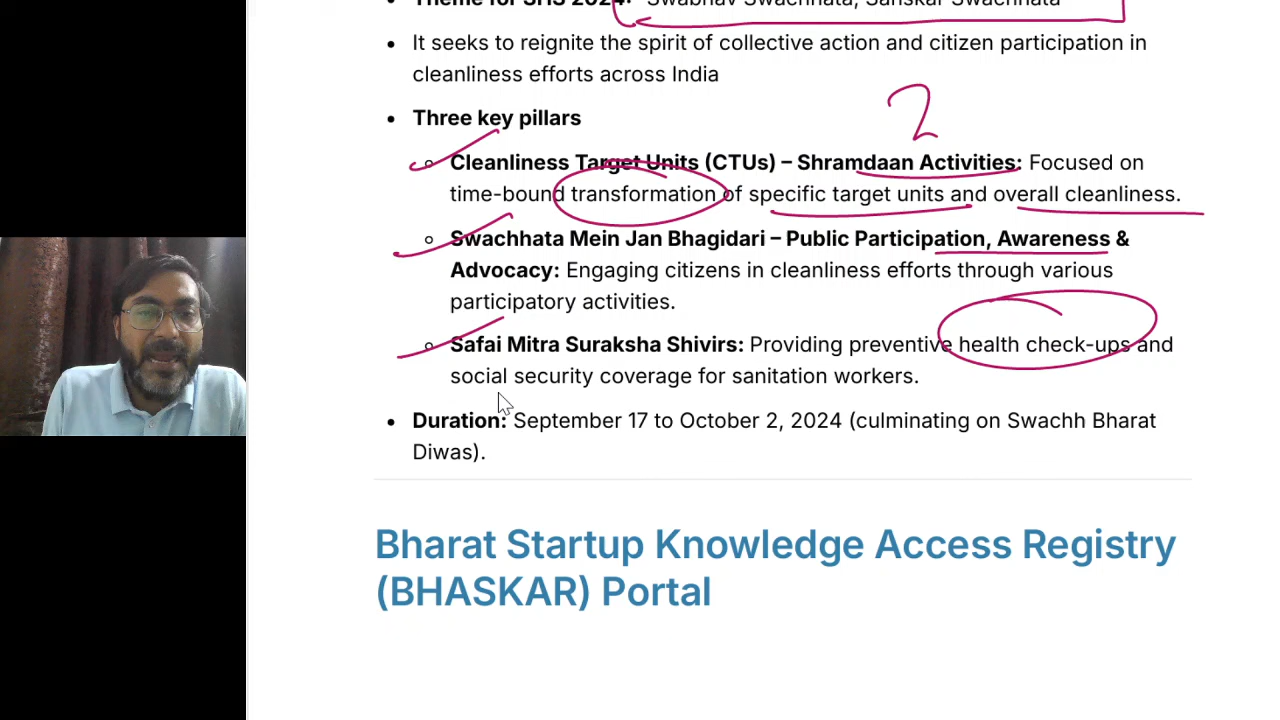 Theme for SHS 2024: "Swabhav Swachhata, Sanskar Swachhata"
• It seeks to reignite the spirit of collective action and citizen participation in
cleanliness efforts across India
• Three key pillars
2
Cleanliness Target Units (CTUs) – Shramdaan Activities: Focused on
time-bound transformation of specific target units and overall cleanliness.
Swachhata Mein Jan Bhagidari – Public Participation, Awareness &
Advocacy: Engaging citizens in cleanliness efforts through various
participatory activities.
Safai Mitra Suraksha Shivirs: Providing preventive health check-ups and
social security coverage for sanitation workers.
• Duration: September 17 to October 2, 2024 (culminating on Swachh Bharat
Diwas).
Bharat Startup Knowledge Access Registry
(BHASKAR) Portal